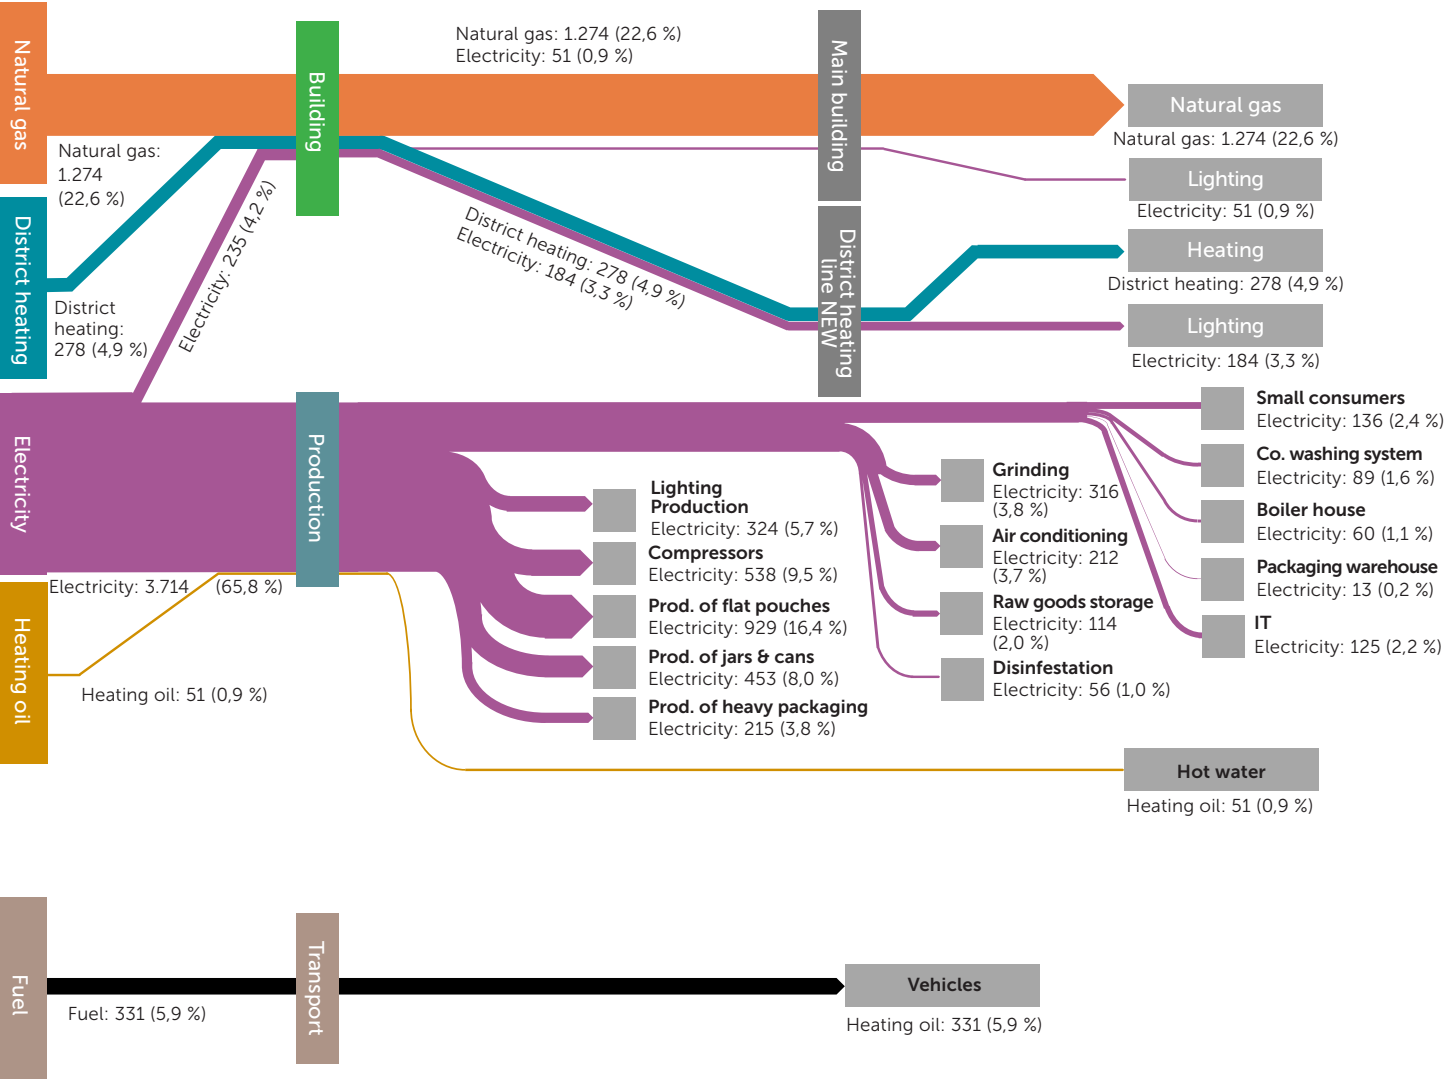 Natural gas
Natural gas:
1.274
(22,6 %)
District heating
District
heating:
278 (4,9 %)
Electricity: 235 (4,2 %)
Building
Natural gas: 1.274 (22,6 %)
Electricity: 51 (0,9 %)
District heating: 278 (4,9 %)
Electricity: 184 (3,3 %)
Main building
District heating
line NEW
Natural gas
Natural gas: 1.274 (22,6 %)
Lighting
Electricity: 51 (0,9 %)
Heating
District heating: 278 (4,9 %)
Lighting
Electricity: 184 (3,3 %)
Electricity
Electricity: 3.714 (65,8 %)
Production
Lighting
Production
Electricity: 324 (5,7 %)
Compressors
Electricity: 538 (9,5 %)
Prod. of flat pouches
Electricity: 929 (16,4 %)
Prod. of jars & cans
Electricity: 453 (8,0 %)
Prod. of heavy packaging
Electricity: 215 (3,8 %)
Grinding
Electricity: 316
(3,8 %)
Air conditioning
Electricity: 212
(3,7 %)
Raw goods storage
Electricity: 114
(2,0 %)
Disinfestation
Electricity: 56 (1,0 %)
Small consumers
Electricity: 136 (2,4 %)
Co. washing system
Electricity: 89 (1,6 %)
Boiler house
Electricity: 60 (1,1 %)
Packaging warehouse
Electricity: 13 (0,2 %)
IT
Electricity: 125 (2,2 %)
Heating oil
Heating oil: 51 (0,9 %)
Hot water
Heating oil: 51 (0,9 %)
Fuel
Fuel: 331 (5,9 %)
Transport
Vehicles
Heating oil: 331 (5,9 %)